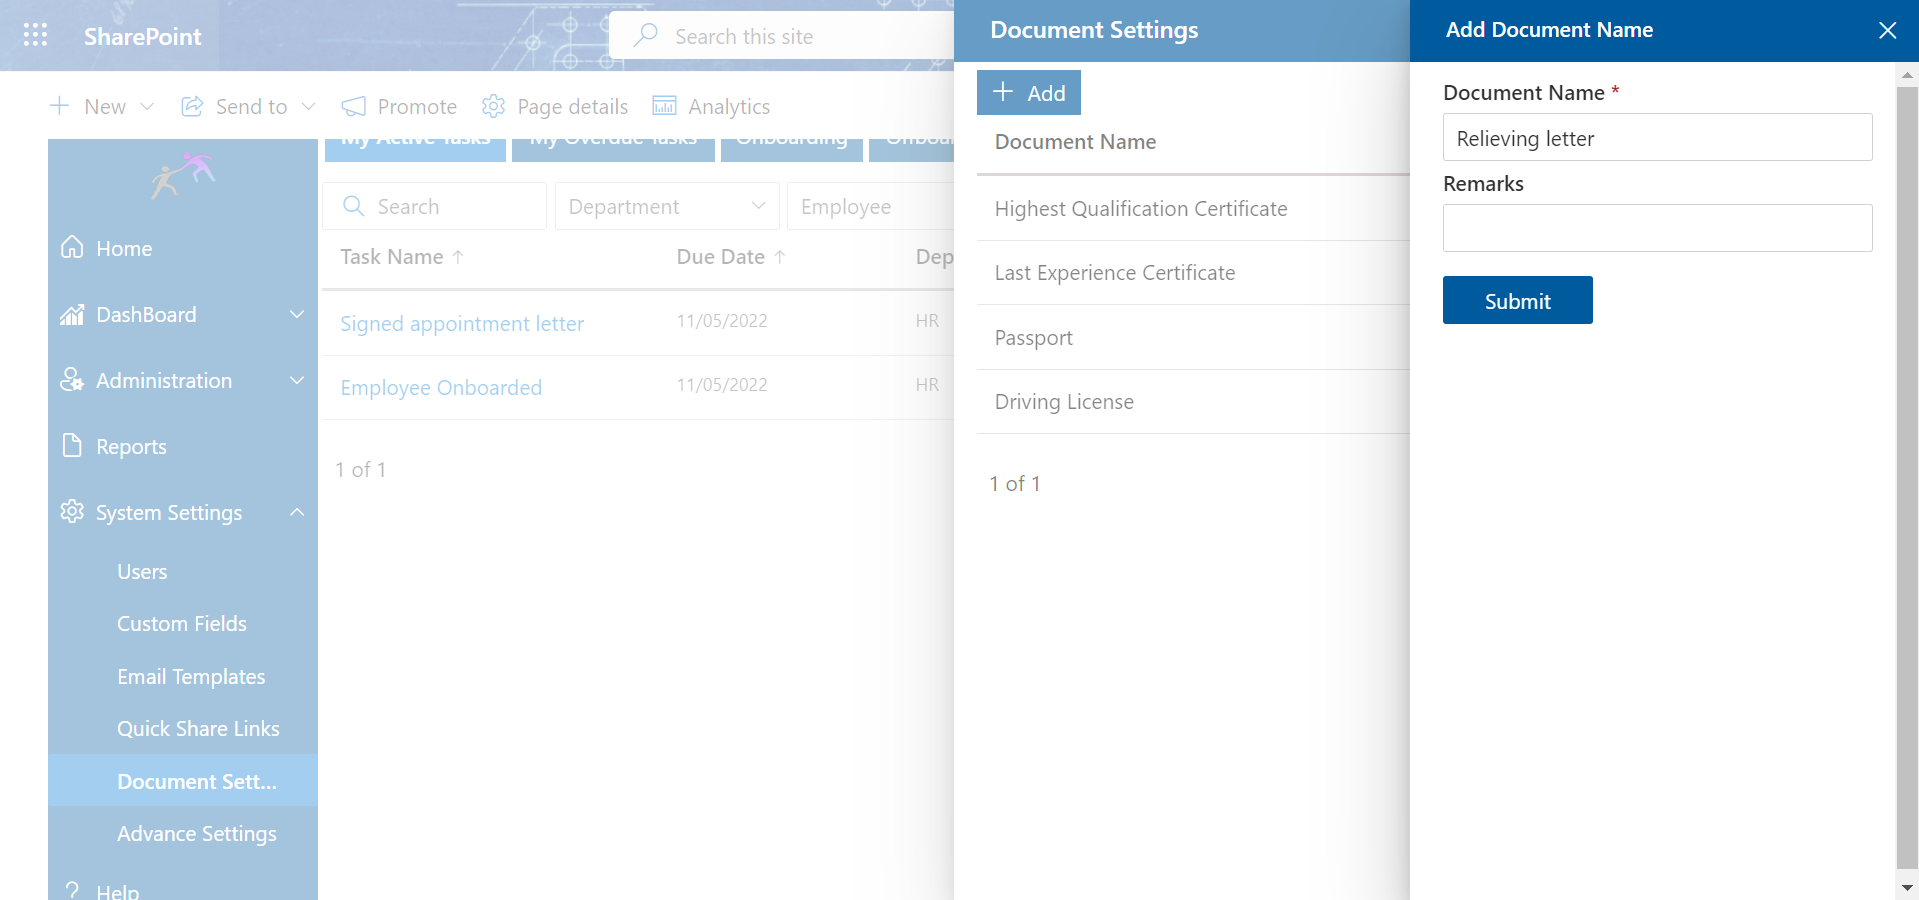 SharePoint
Search this site
New
Send to
Promote
Page details
Analytics
My Active Tasks
My Overdue Tasks
Onboarding
Search
Department
Employee
Task Name
Due Date
Dep
Signed appointment letter
11/05/2022
HR
Employee Onboarded
11/05/2022
HR
1 of 1
Home
DashBoard
Administration
Reports
System Settings
Users
Custom Fields
Email Templates
Quick Share Links
Document Sett...
Advance Settings
Help
Document Settings
Add
Document Name
Highest Qualification Certificate
Last Experience Certificate
Passport
Driving License
1 of 1
Add Document Name
Document Name *
Relieving letter
Remarks
Submit